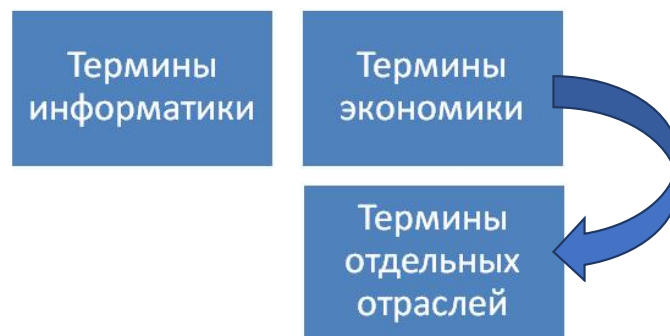 Термины
информатики
Термины
экономики
Термины
отдельных
отраслей